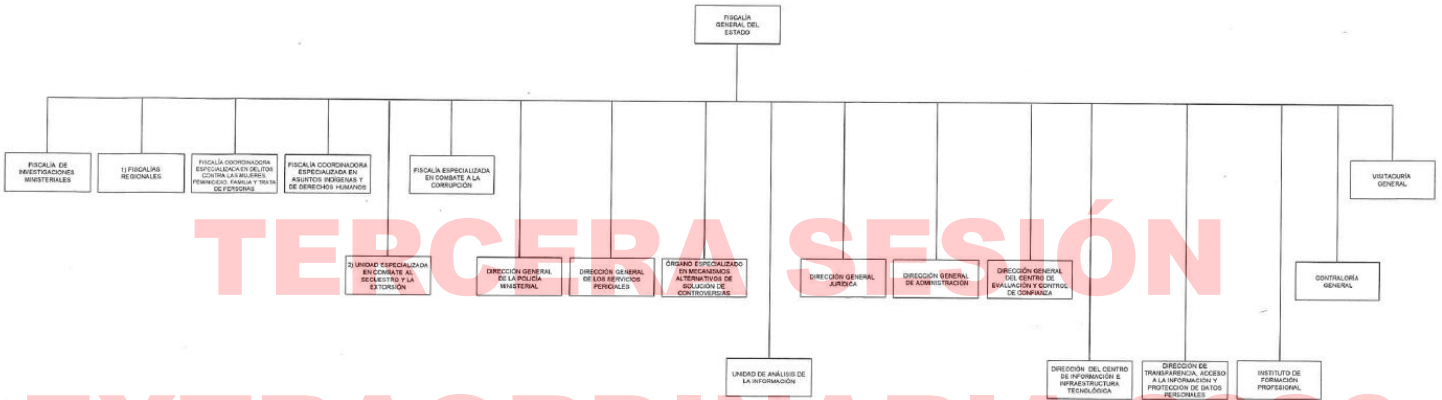 FISCALÍA
GENERAL DEL
ESTADO
FISCALÍA DE
INVESTIGACIONES
MINISTERIALES
1) FISCALÍAS
REGIONALES
FISCALÍA COORDINADORA
ESPECIALIZADA EN DELITOS
CONTRA LAS MUJERES,
FEMINICIDIO, FAMILIA Y TRATA
DE PERSONAS
FISCALÍA COORDINADORA
ESPECIALIZADA EN
ASUNTOS INDÍGENAS Y
DE DERECHOS HUMANOS
FISCALÍA ESPECIALIZADA
EN COMBATE A LA
CORRUPCIÓN
VISITADURÍA
GENERAL
TERCERA SESIÓN
2) UNIDAD ESPECIALIZADA
EN COMBATE AL
SECUESTRO Y LA
EXTORSIÓN
DIRECCIÓN GENERAL
DE LA POLICÍA
MINISTERIAL
DIRECCIÓN GENERAL
DE LOS SERVICIOS
PERICIALES
ÓRGANO ESPECIALIZADO
EN MECANISMOS
ALTERNATIVOS DE
SOLUCIÓN DE
CONTROVERSIAS
DIRECCIÓN GENERAL
JURÍDICA
DIRECCIÓN GENERAL
DE ADMINISTRACIÓN
DIRECCIÓN GENERAL
DEL CENTRO DE
EVALUACIÓN Y CONTROL
DE CONFIANZA
CONTRALORÍA
GENERAL
UNIDAD DE ANÁLISIS DE
LA INFORMACIÓN
DIRECCIÓN DEL CENTRO
DE INFORMACIÓN E
INFRAESTRUCTURA
TECNOLÓGICA
DIRECCIÓN DE
TRANSPARENCIA, ACCESO
A LA INFORMACIÓN Y
PROTECCIÓN DE DATOS
PERSONALES
INSTITUTO DE
FORMACIÓN
PROFESIONAL